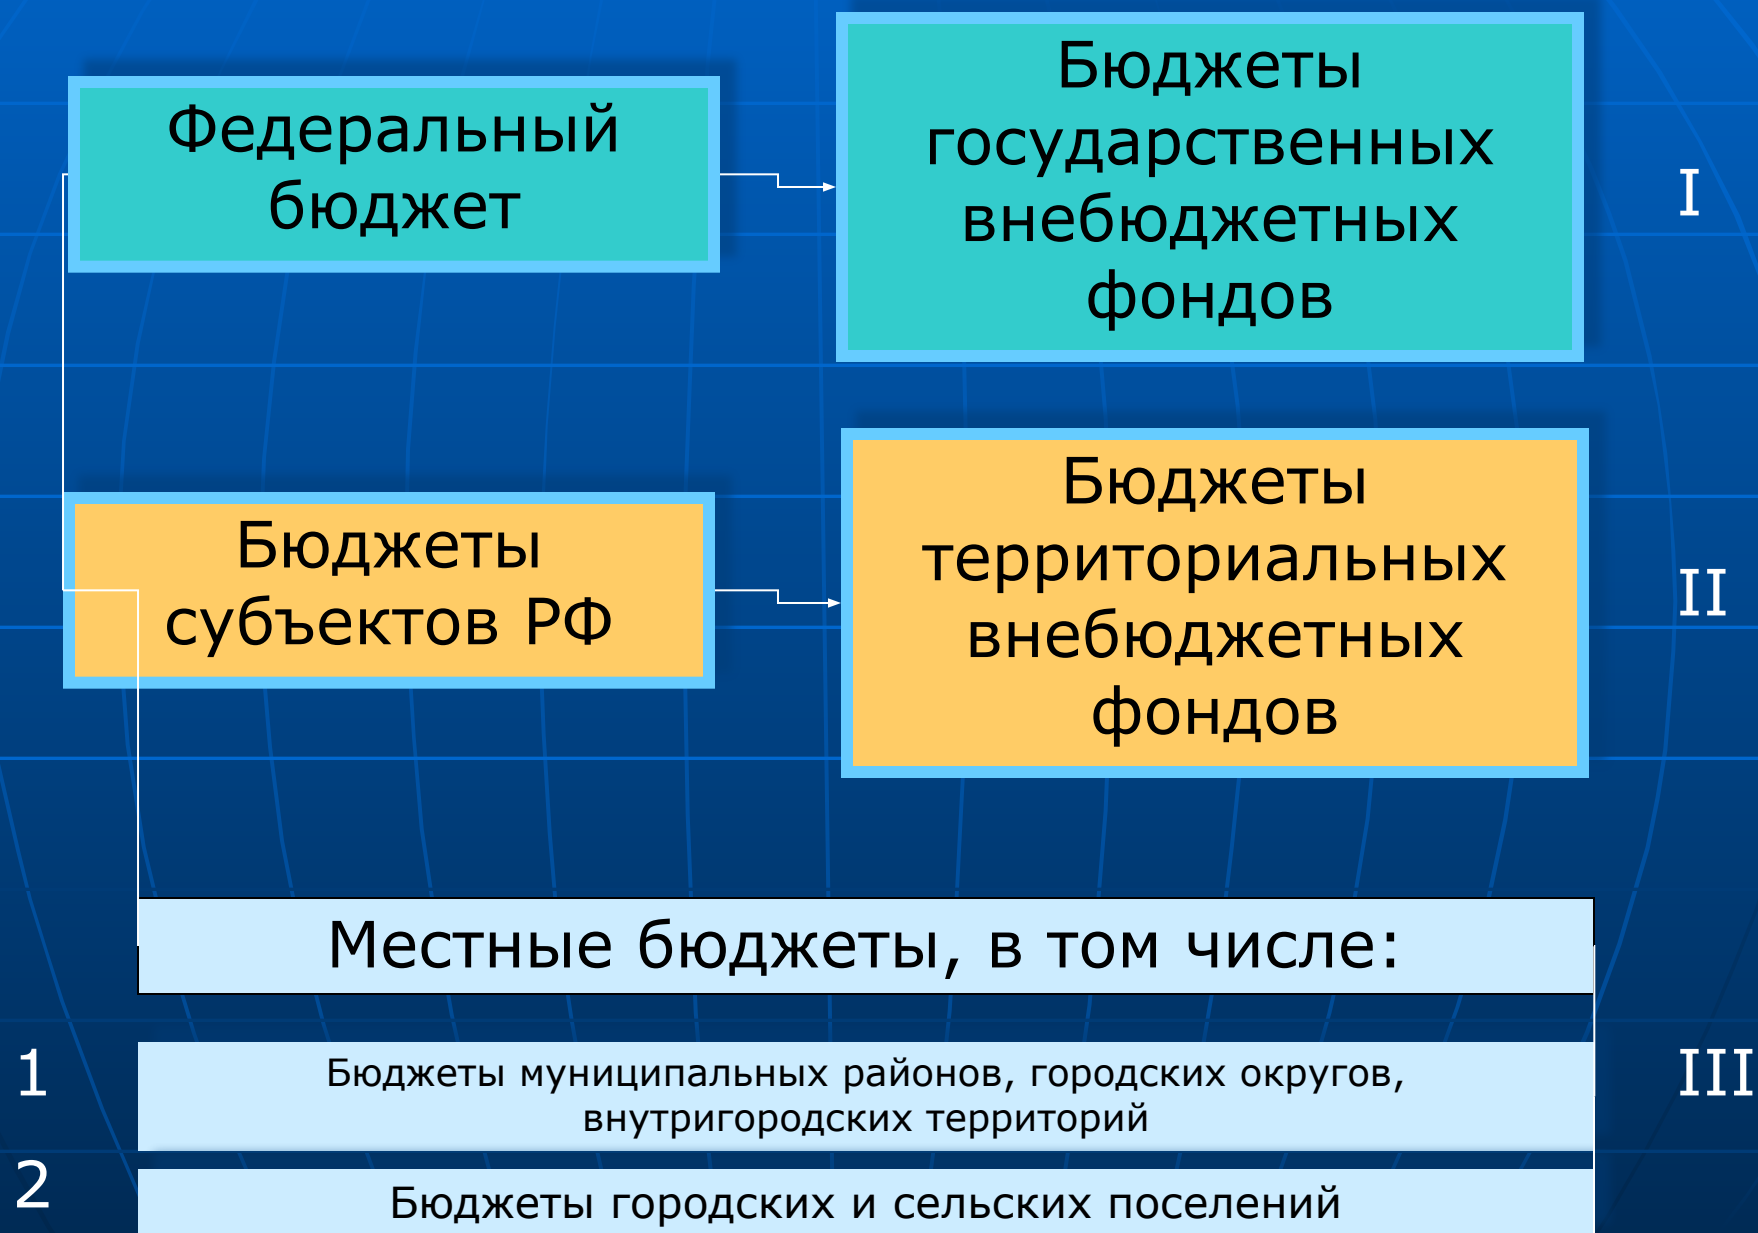 Федеральный
бюджет
Бюджеты
государственных
внебюджетных
фондов
I
Бюджеты
субъектов РФ
Бюджеты
территориальных
внебюджетных
фондов
II
Местные бюджеты, в том числе:
1
Бюджеты муниципальных районов, городских округов,
внутригородских территорий
III
2
Бюджеты городских и сельских поселений